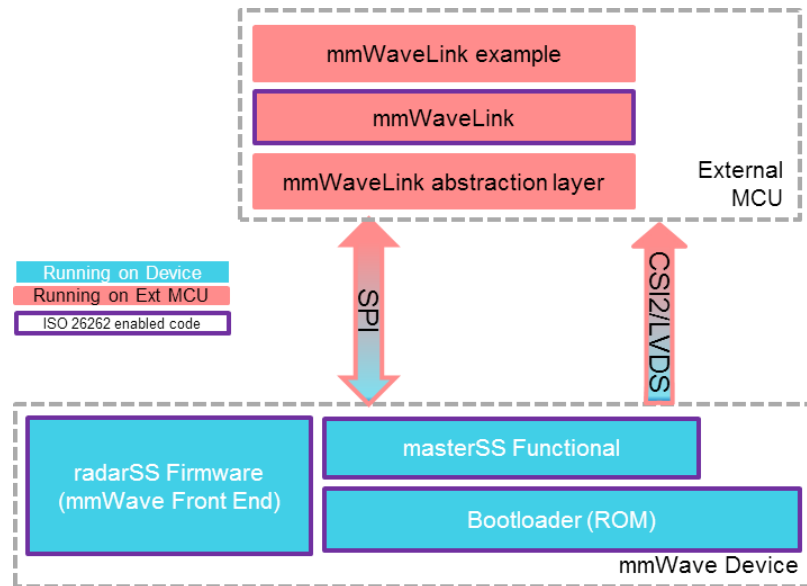 mmWaveLink example
mmWaveLink
mmWaveLink abstraction layer
External
MCU
Running on Device
Running on Ext MCU
ISO 26262 enabled code
SPI
CSI2/LVDS
radarSS Firmware
(mmWave Front End)
masterSS Functional
Bootloader (ROM)
mmWave Device